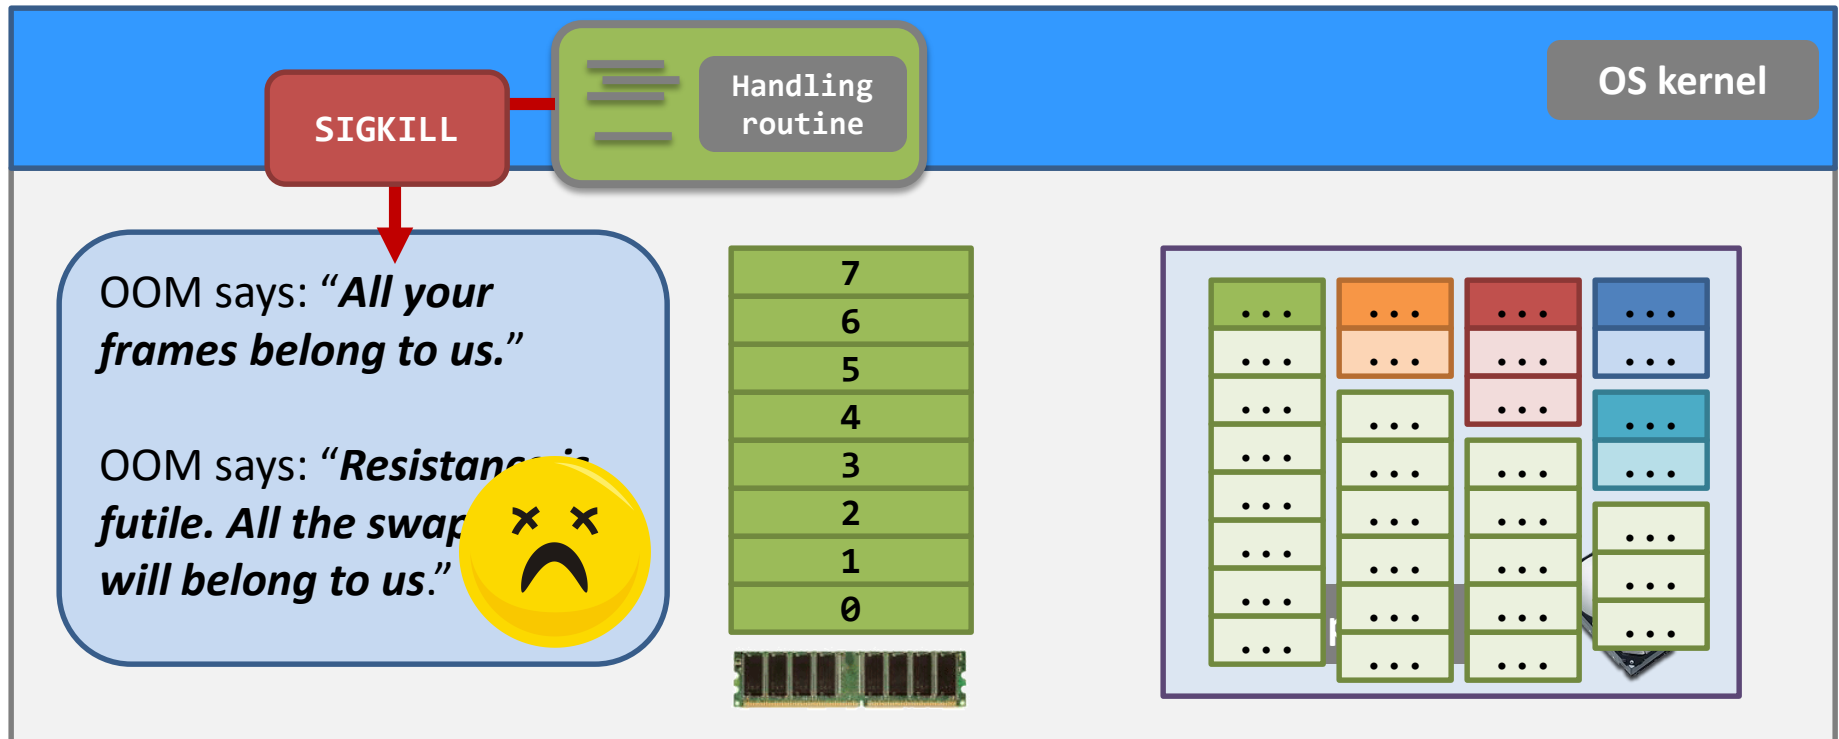 OS kernel
Handling
routine
SIGKILL
OOM says: “All your
frames belong to us.”
OOM says: “Resistance is
futile. All the swap
will belong to us.”
7
6
5
4
3
2
1
0
... ... ... ...
... ... ... ...
... ... ... ...
... ... ... ...
... ... ... ...
... ... ... ...
... ... ... ...
... ... ...